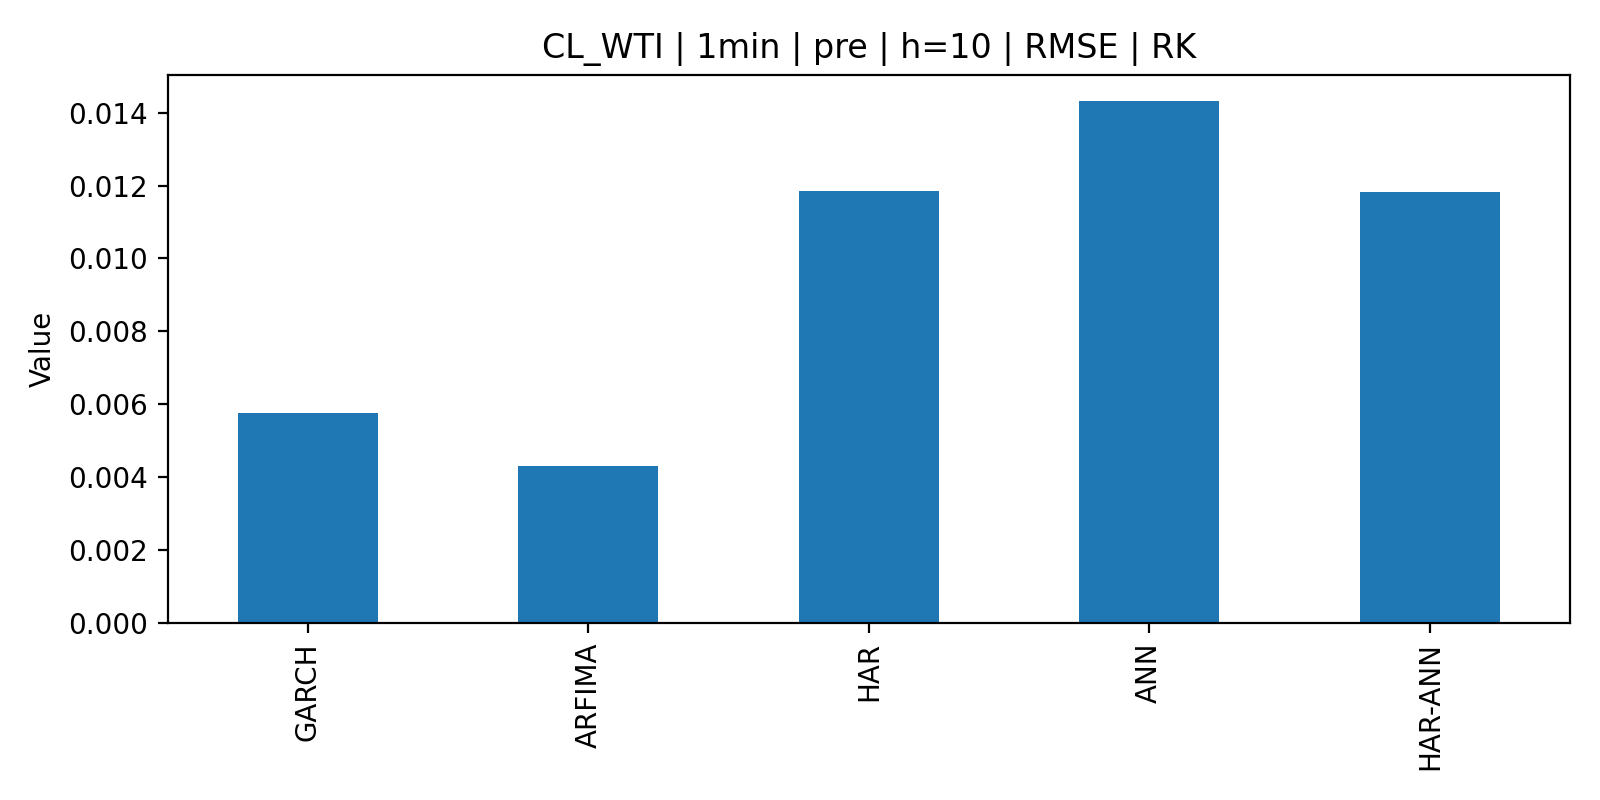 CL_WTI | 1min | pre | h=10 | RMSE | RK
Value
0.014
0.012
0.010
0.008
0.006
0.004
0.002
0.000
GARCH
ARFIMA
HAR
ANN
HAR-ANN